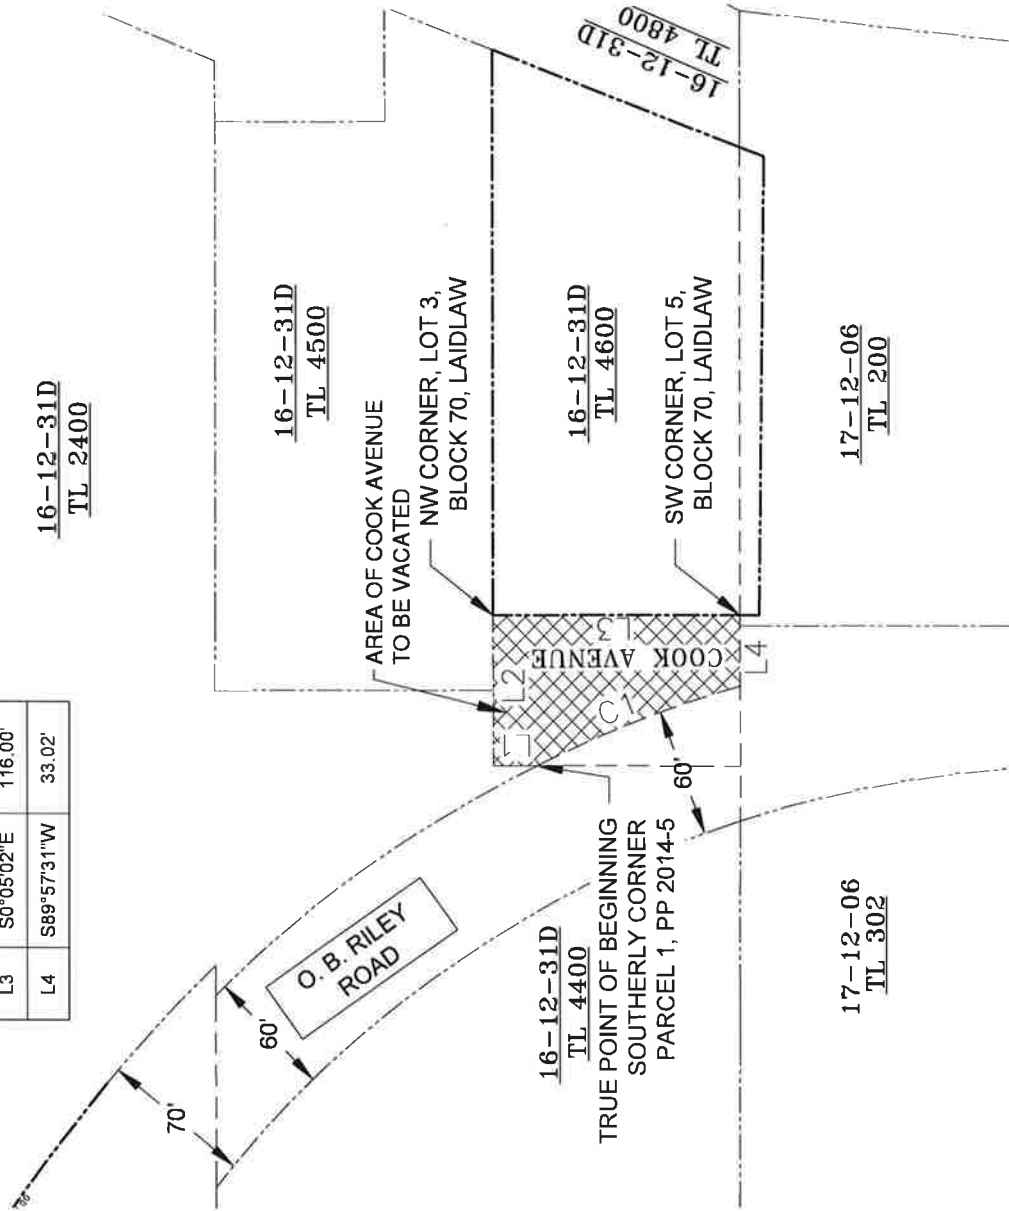 L3 S0°05'02"E 116.00'
L4 S89°57'31"W 33.02'
16-12-31D
TL 2400
16-12-31D
TL 4500
AREA OF COOK AVENUE
TO BE VACATED
NW CORNER, LOT 3,
BLOCK 70, LAIDLAW
16-12-31D
TL 4800
16-12-31D
TL 4600
SW CORNER, LOT 5,
BLOCK 70, LAIDLAW
17-12-06
TL 200
L1
L2
L3
L4
C1
COOK AVENUE
60'
O. B. RILEY
ROAD
60'
70'
16-12-31D
TL 4400
TRUE POINT OF BEGINNING
SOUTHERLY CORNER
PARCEL 1, PP 2014-5
17-12-06
TL 302